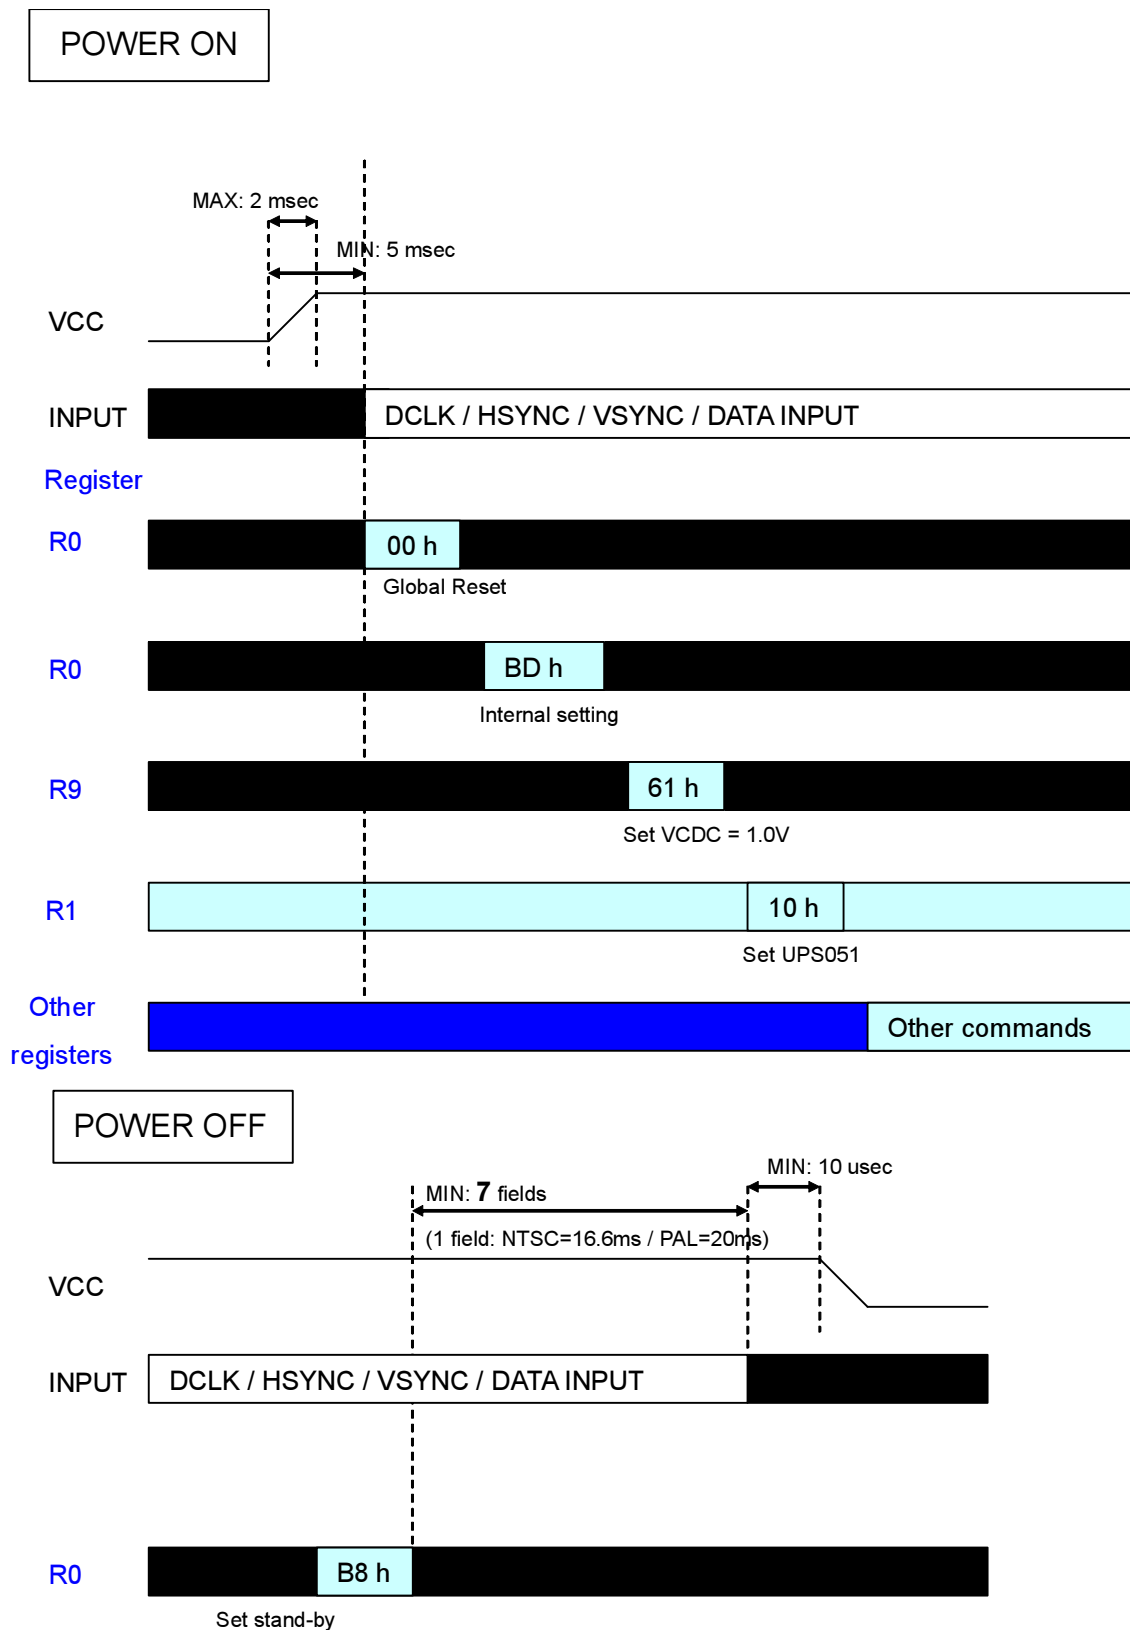 POWER ON
MAX: 2 msec
MIN: 5 msec
VCC
INPUT DCLK / HSYNC / VSYNC / DATA INPUT
Register
R0 00 h
Global Reset
R0 BD h
Internal setting
R9 61 h
Set VCDC = 1.0V
R1 10 h
Set UPS051
Other
registers Other commands
POWER OFF
MIN: 10 usec
MIN: 7 fields
(1 field: NTSC=16.6ms / PAL=20ms)
VCC
INPUT DCLK / HSYNC / VSYNC / DATA INPUT
R0 B8 h
Set stand-by